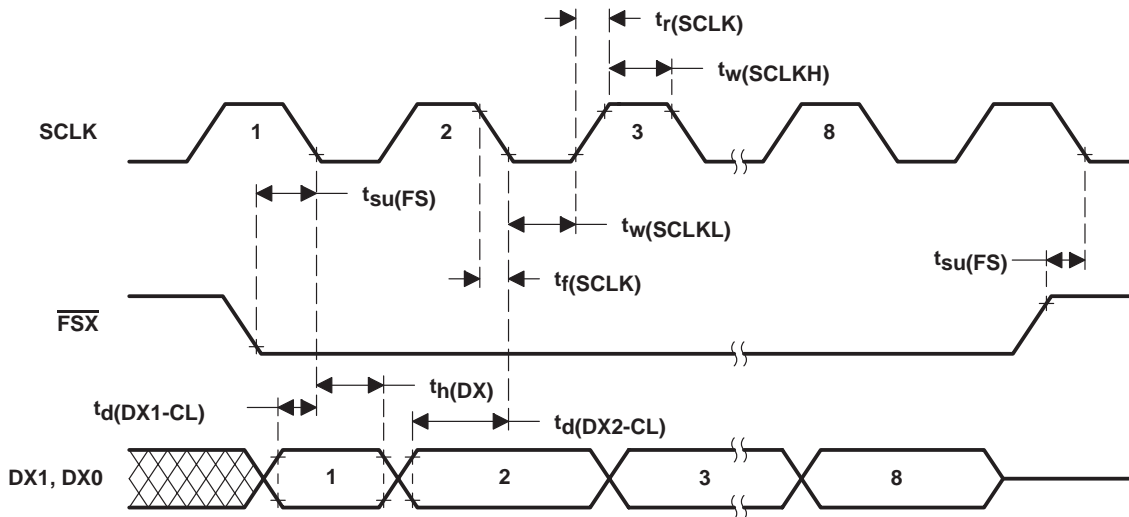 tr(SCLK)
tw(SCLKH)
SCLK
1
2
3
8
tsu(FS)
tw(SCLKL)
tsu(FS)
tf(SCLK)
FSX
th(DX)
td(DX1-CL)
td(DX2-CL)
DX1, DX0
1
2
3
8